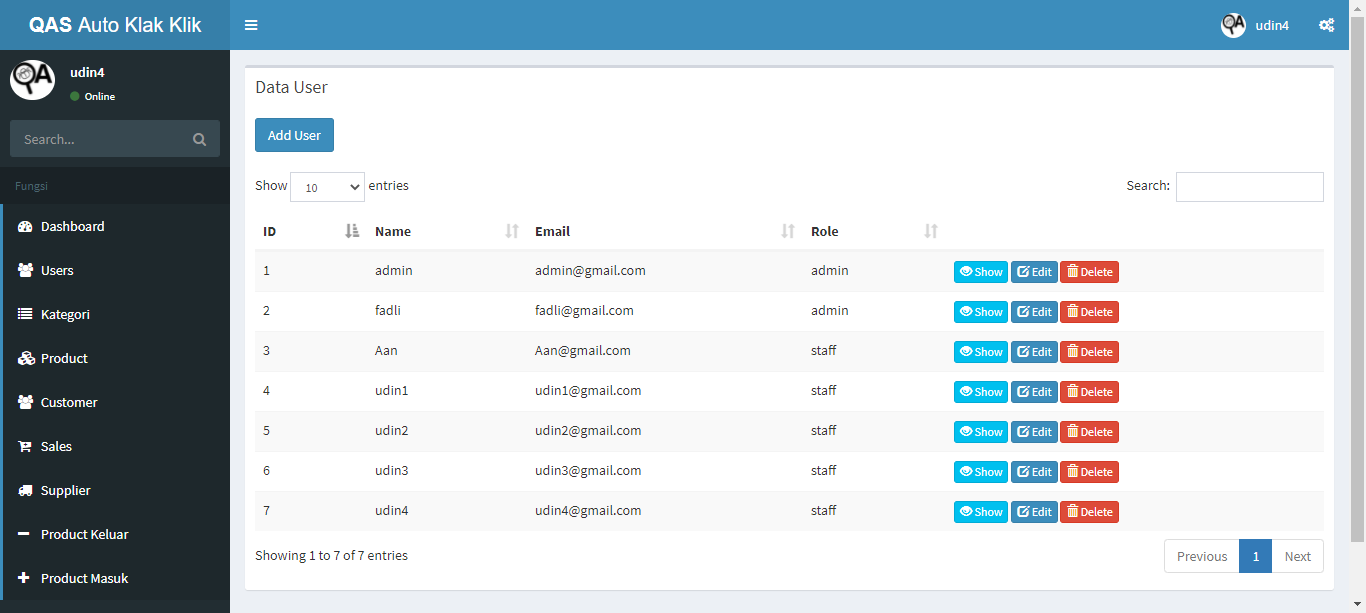 QAS Auto Klak Klik
udin4
udin4
Online
Search...
Fungsi
Dashboard
Users
Kategori
Product
Customer
Sales
Supplier
Product Keluar
Product Masuk
Data User
Add User
Show 10 entries
Search:
ID Name Email Role
1 admin admin@gmail.com admin Show Edit Delete
2 fadli fadli@gmail.com admin Show Edit Delete
3 Aan Aan@gmail.com staff Show Edit Delete
4 udin1 udin1@gmail.com staff Show Edit Delete
5 udin2 udin2@gmail.com staff Show Edit Delete
6 udin3 udin3@gmail.com staff Show Edit Delete
7 udin4 udin4@gmail.com staff Show Edit Delete
Showing 1 to 7 of 7 entries
Previous 1 Next